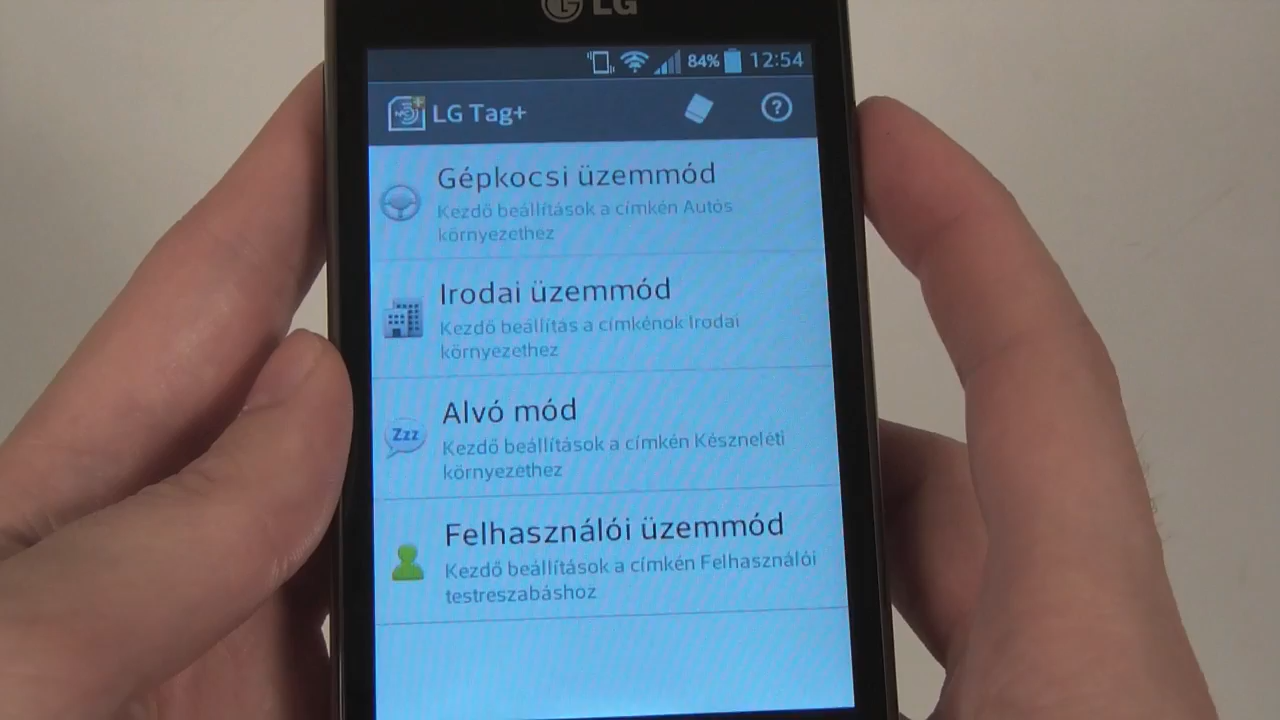 LG
84% 12:54
LG Tag+
Gépkocsi üzemmód
Kezdő beállítások a címkén Autós
környezethez
Irodai üzemmód
Kezdő beállítás a címkénok Irodai
környezethez
Zzz
Alvó mód
Kezdő beállítások a címkén Készneléti
környezethez
Felhasználói üzemmód
Kezdő beállítások a címkén Felhasználói
testreszabáshoz